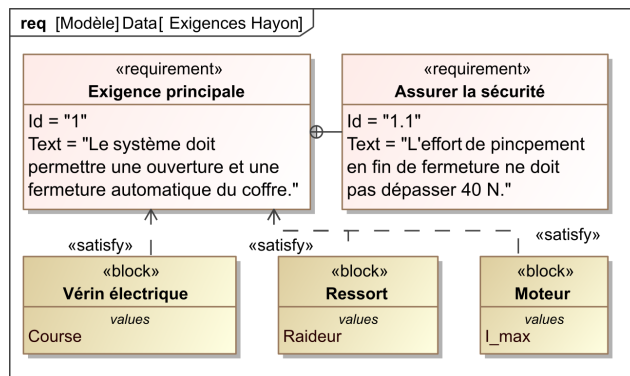 req [Modèle] Data[ Exigences Hayon]
«requirement»
Exigence principale
Id = "1"
Text = "Le système doit
permettre une ouverture et une
fermeture automatique du coffre."
«requirement»
Assurer la sécurité
Id = "1.1"
Text = "L'effort de pincpement
en fin de fermeture ne doit
pas dépasser 40 N."
«satisfy»
«satisfy»
«satisfy»
«block»
Vérin électrique
values
Course
«block»
Ressort
values
Raideur
«block»
Moteur
values
I_max